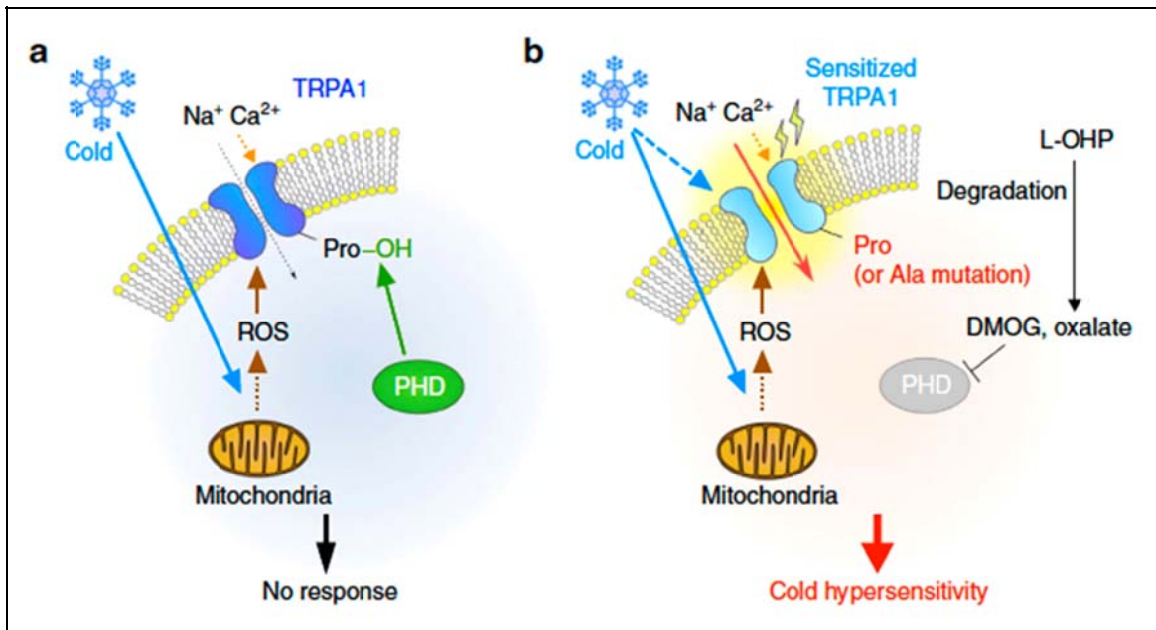 a
TRPA1
Na⁺ Ca²⁺
Cold
Pro–OH
ROS
PHD
Mitochondria
No response
b
Sensitized
TRPA1
Na⁺ Ca²⁺
L-OHP
Cold
Degradation
Pro
(or Ala mutation)
ROS
DMOG, oxalate
PHD
Mitochondria
Cold hypersensitivity